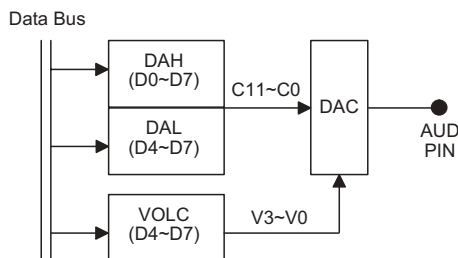 Data Bus
DAH
(D0~D7)
C11~C0
DAC
DAL
(D4~D7)
AUD
PIN
VOLC
(D4~D7)
V3~V0